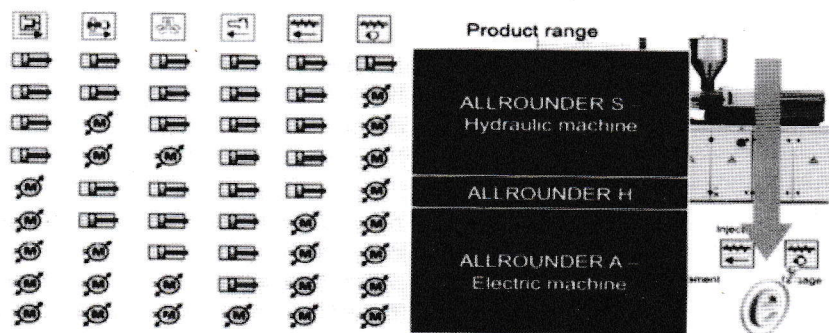 Product range
ALLROUNDER S –
Hydraulic machine
M
M
M M
M M M
M M
ALLROUNDER H
M M M
M M M M
ALLROUNDER A –
Electric machine
M M M M M
M M M M M M